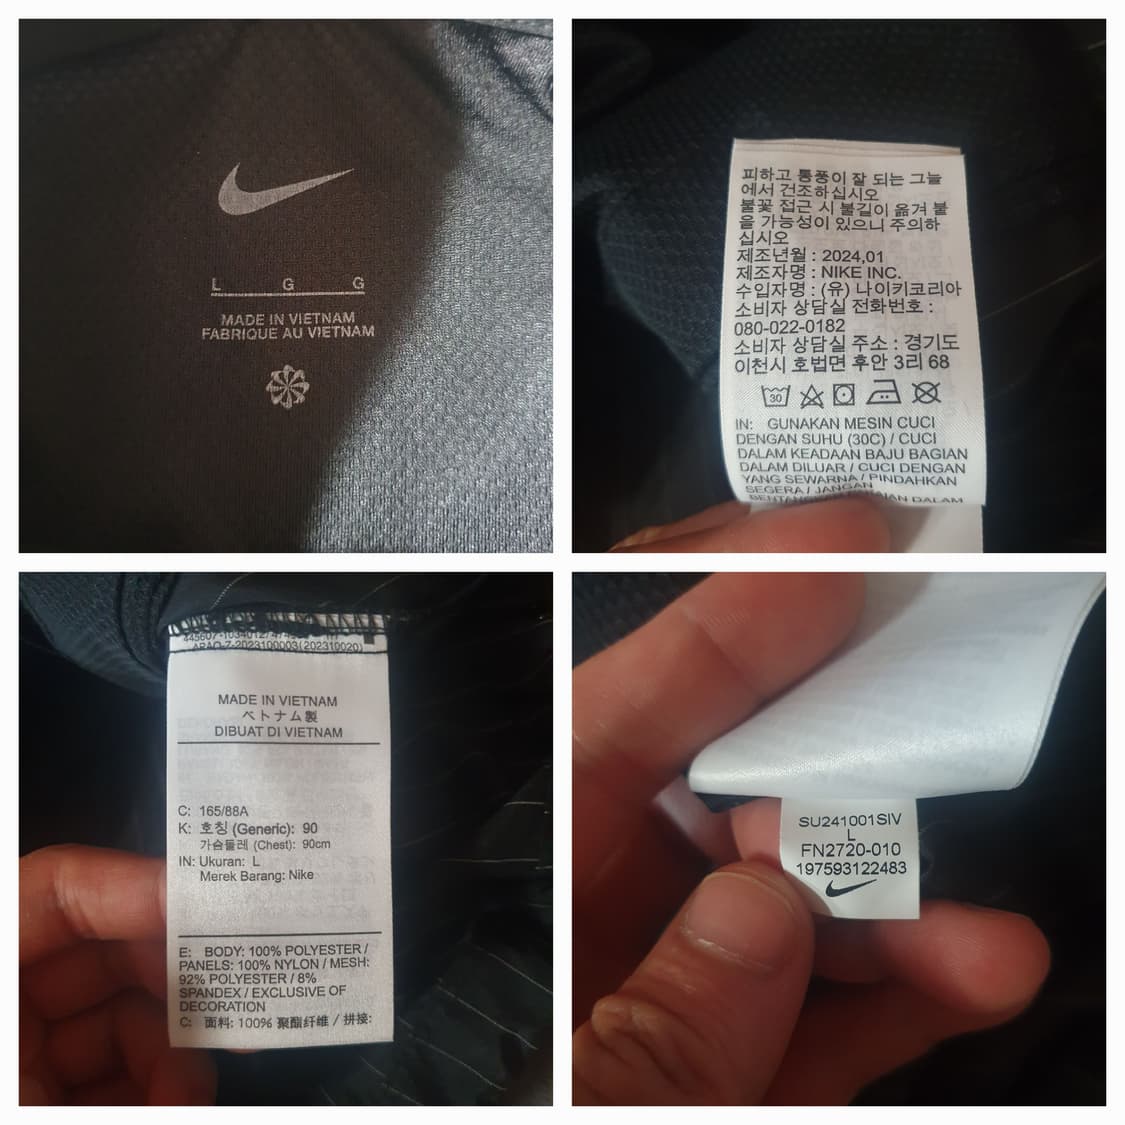 L G G
MADE IN VIETNAM
FABRIQUE AU VIETNAM
피하고 통풍이 잘 되는 그늘
에서 건조하십시오
불꽃 접근 시 불길이 옮겨 붙
을 가능성이 있으니 주의하
십시오
제조년월 : 2024,01
제조자명 : NIKE INC.
수입자명 : (유) 나이키코리아
소비자 상담실 전화번호 :
080-022-0182
소비자 상담실 주소 : 경기도
이천시 호법면 후안 3리 68
30
IN: GUNAKAN MESIN CUCI
DENGAN SUHU (30C) / CUCI
DALAM KEADAAN BAJU BAGIAN
DALAM DILUAR / CUCI DENGAN
YANG SEWARNA / PINDAHKAN
SEGERA / JANGAN
DALAM
ABAO-Z-2023100003(202310020)
MADE IN VIETNAM
ベトナム製
DIBUAT DI VIETNAM
C: 165/88A
K: 호칭 (Generic): 90
가슴둘레 (Chest): 90cm
IN: Ukuran: L
Merek Barang: Nike
E: BODY: 100% POLYESTER /
PANELS: 100% NYLON / MESH:
92% POLYESTER / 8%
SPANDEX / EXCLUSIVE OF
DECORATION
C: 面料: 100% 聚酯纤维 / 拼接:
SU241001SIV
L
FN2720-010
197593122483